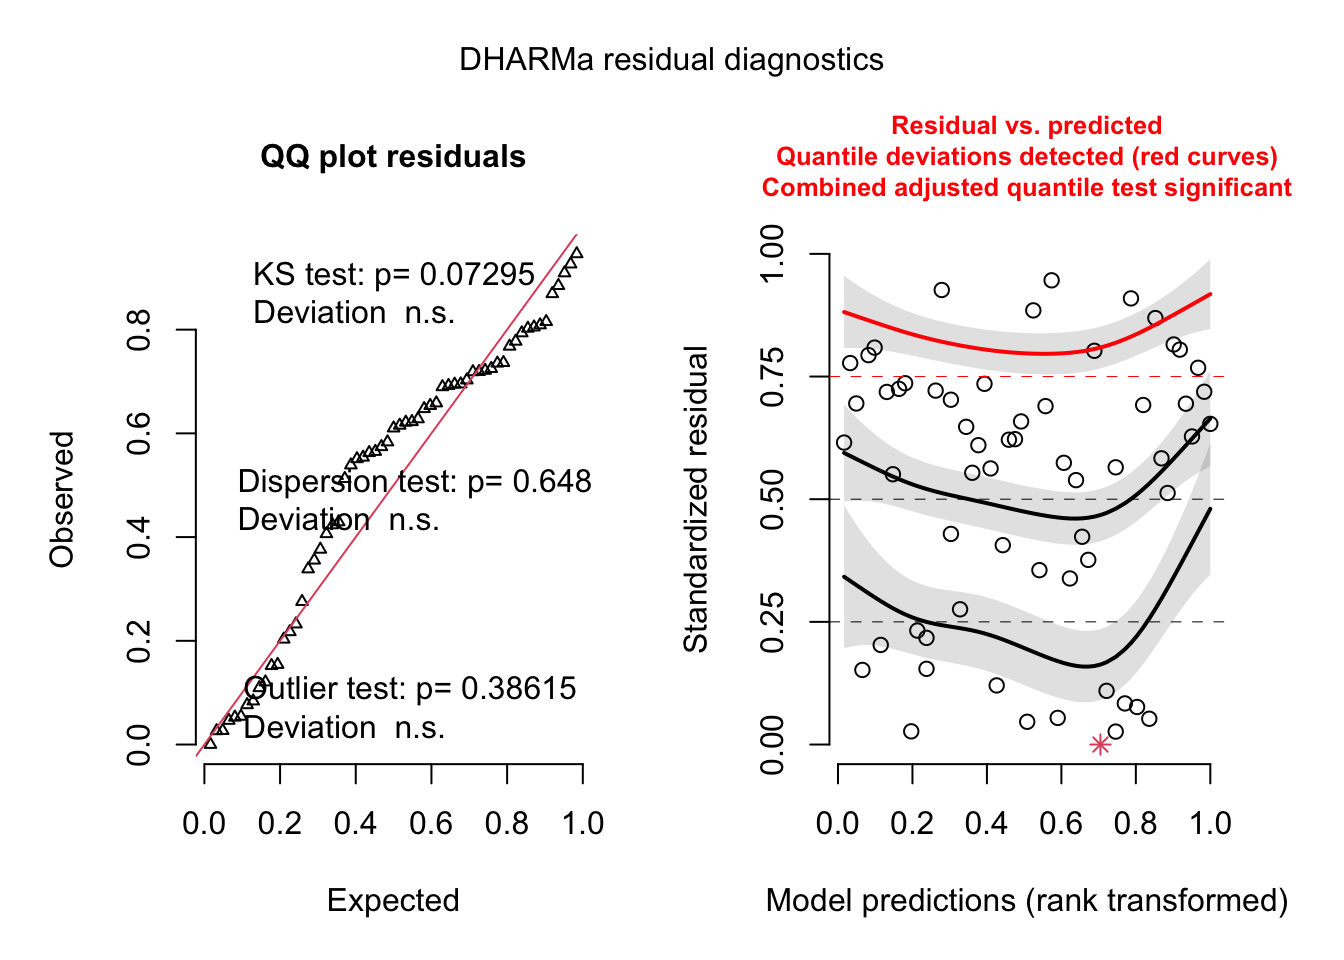 DHARMa residual diagnostics
QQ plot residuals
KS test: p= 0.07295
Deviation  n.s.
Dispersion test: p= 0.648
Deviation  n.s.
Outlier test: p= 0.38615
Deviation  n.s.
Observed
0.0 0.2 0.4 0.6 0.8
0.0 0.2 0.4 0.6 0.8 1.0
Expected
Residual vs. predicted
Quantile deviations detected (red curves)
Combined adjusted quantile test significant
Standardized residual
0.00 0.25 0.50 0.75 1.00
0.0 0.2 0.4 0.6 0.8 1.0
Model predictions (rank transformed)